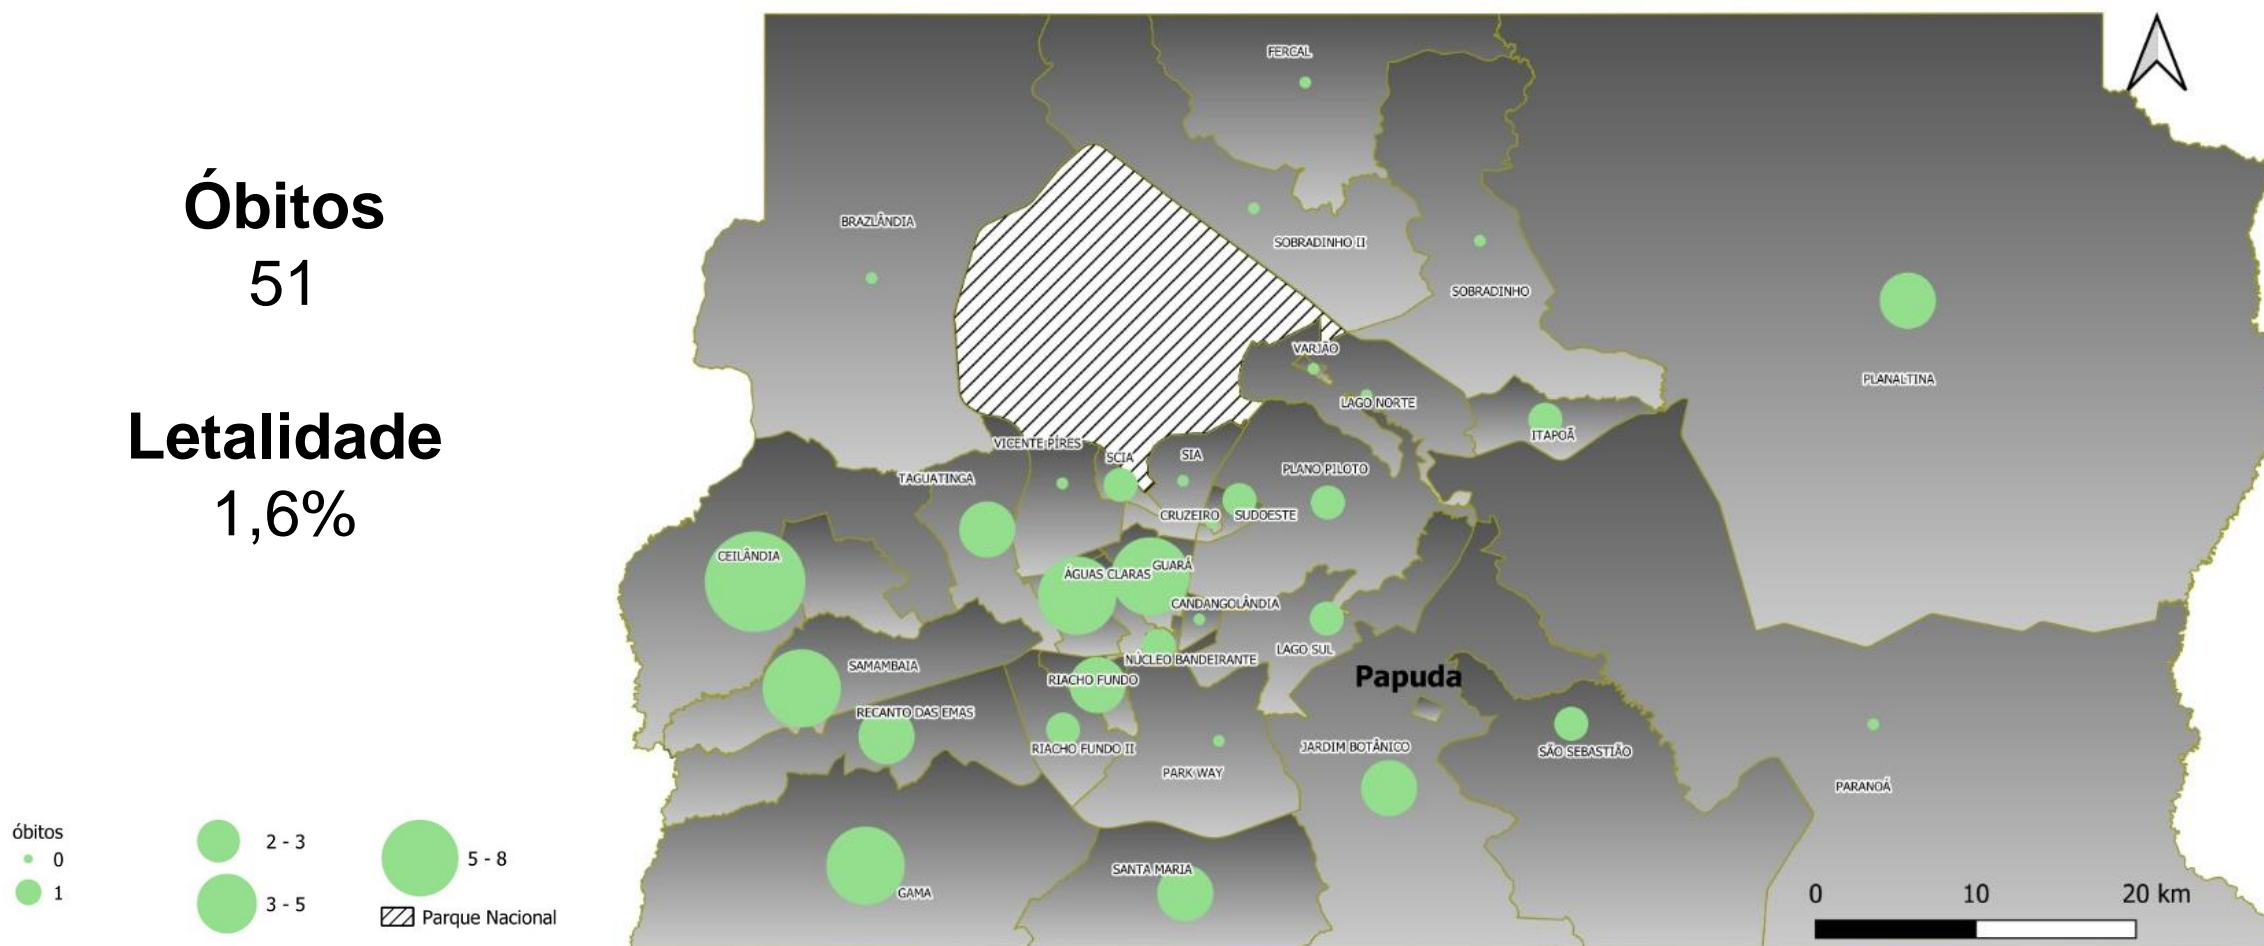 Óbitos
51
Letalidade
1,6%
FERCAL
BRAZLÂNDIA
SOBRADINHO II
SOBRADINHO
VARJÃO
PLANALTINA
LAGO NORTE
ITAPOÃ
VICENTE PIRES
SCIA
SIA
PLANO PILOTO
TAGUATINGA
CRUZEIRO
SUDOESTE
CEILÂNDIA
ÁGUAS CLARAS
GUARÁ
CANDANGOLÂNDIA
LAGO SUL
NÚCLEO BANDEIRANTE
SAMAMBAIA
RIACHO FUNDO
Papuda
RECANTO DAS EMAS
RIACHO FUNDO II
JARDIM BOTÂNICO
SÃO SEBASTIÃO
PARK WAY
PARANOÁ
SANTA MARIA
GAMA
óbitos
0
1
2 - 3
3 - 5
5 - 8
Parque Nacional
0 10 20 km